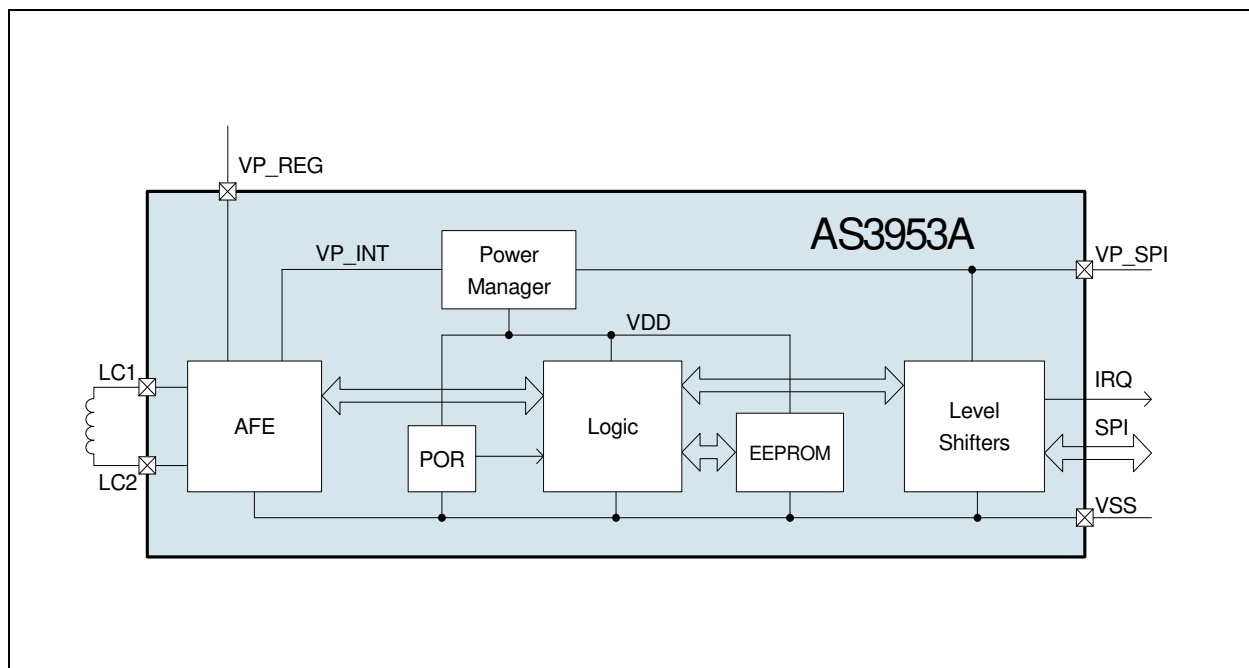 VP_REG
AS3953A
VP_INT
Power
Manager
VP_SPI
VDD
LC1
AFE
Logic
Level
Shifters
IRQ
SPI
POR
EEPROM
LC2
VSS